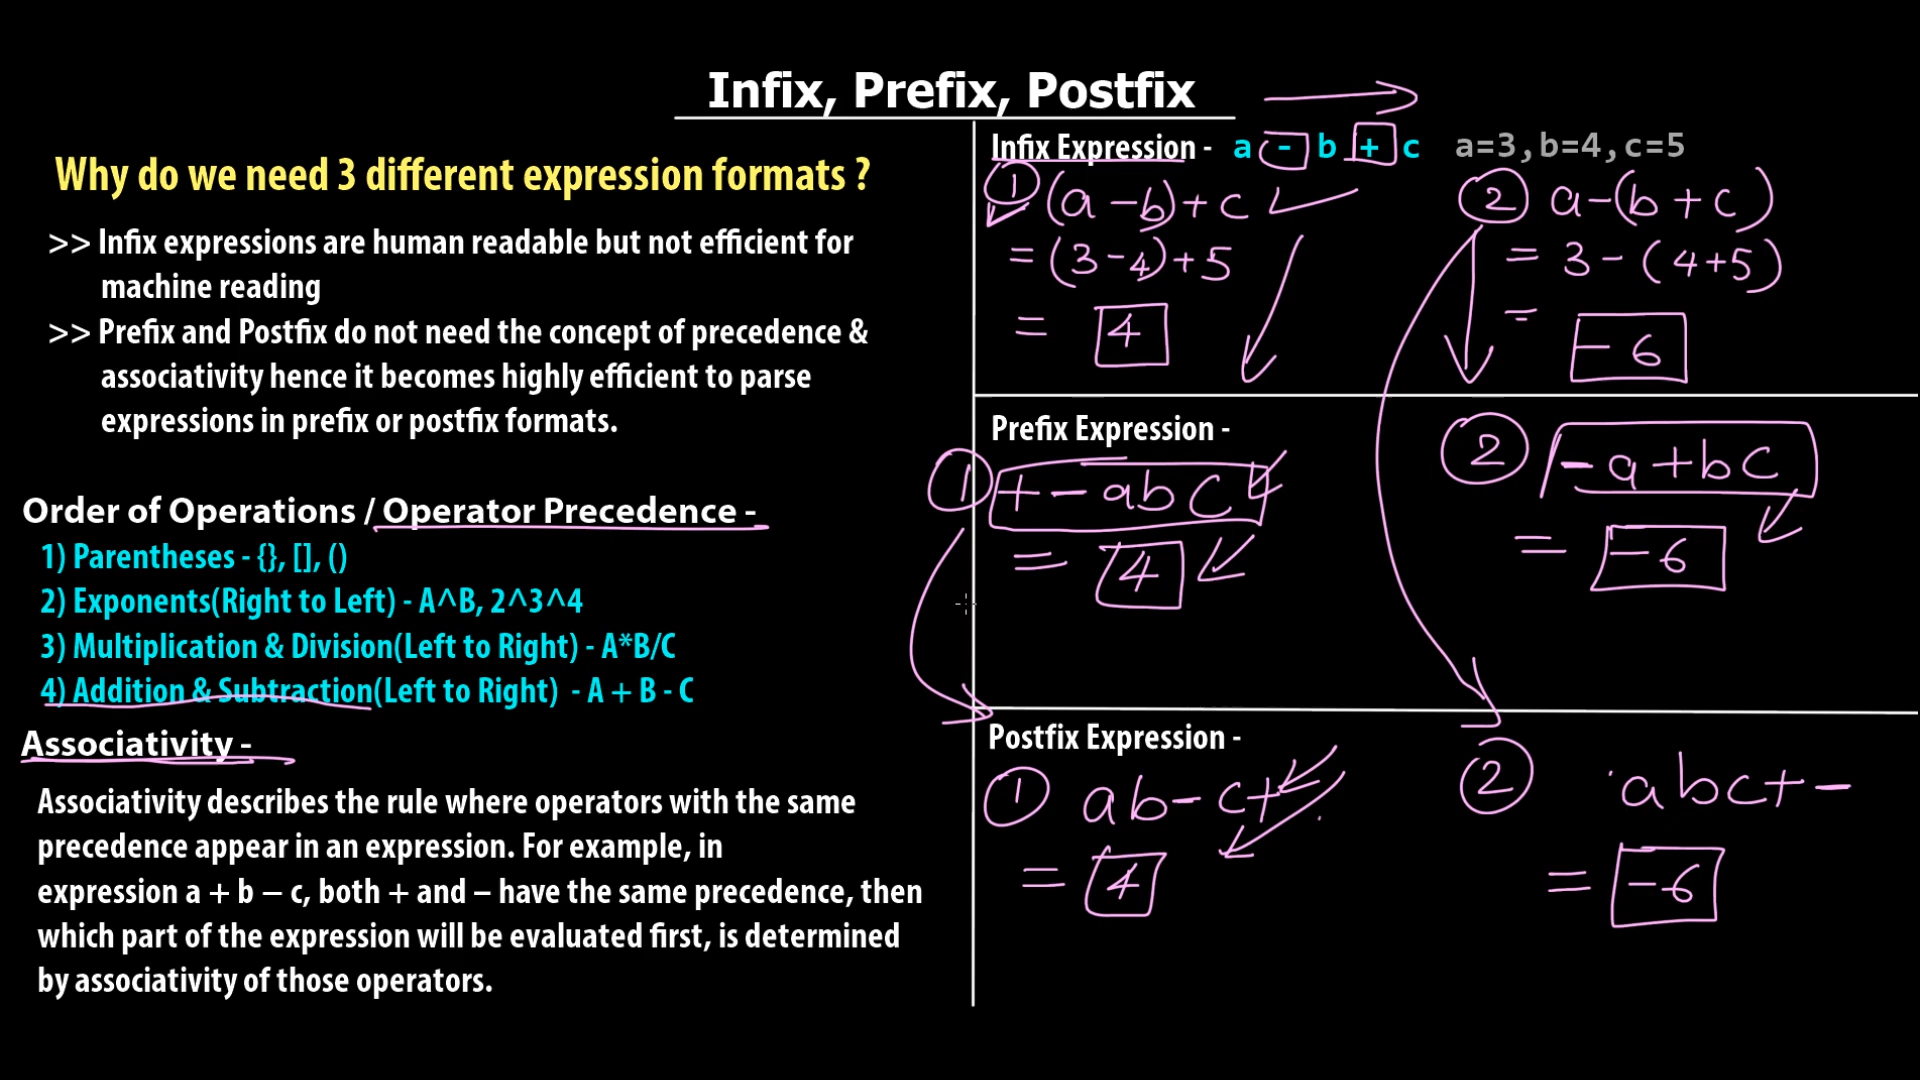 Infix, Prefix, Postfix
Why do we need 3 different expression formats ?
>> Infix expressions are human readable but not efficient for
machine reading
>> Prefix and Postfix do not need the concept of precedence &
associativity hence it becomes highly efficient to parse
expressions in prefix or postfix formats.
Order of Operations / Operator Precedence -
1) Parentheses - {}, [], ()
2) Exponents(Right to Left) - A^B, 2^3^4
3) Multiplication & Division(Left to Right) - A*B/C
4) Addition & Subtraction(Left to Right) - A + B - C
Associativity -
Associativity describes the rule where operators with the same
precedence appear in an expression. For example, in
expression a + b − c, both + and − have the same precedence, then
which part of the expression will be evaluated first, is determined
by associativity of those operators.
Infix Expression - a - b + c a=3,b=4,c=5
1 (a-b)+c
= (3-4)+5
= 4
2 a-(b+c)
= 3-(4+5)
= -6
Prefix Expression -
1 +-abc
= 4
2 -a+bc
= -6
Postfix Expression -
1 ab-c+
= 4
2 abc+-
= -6